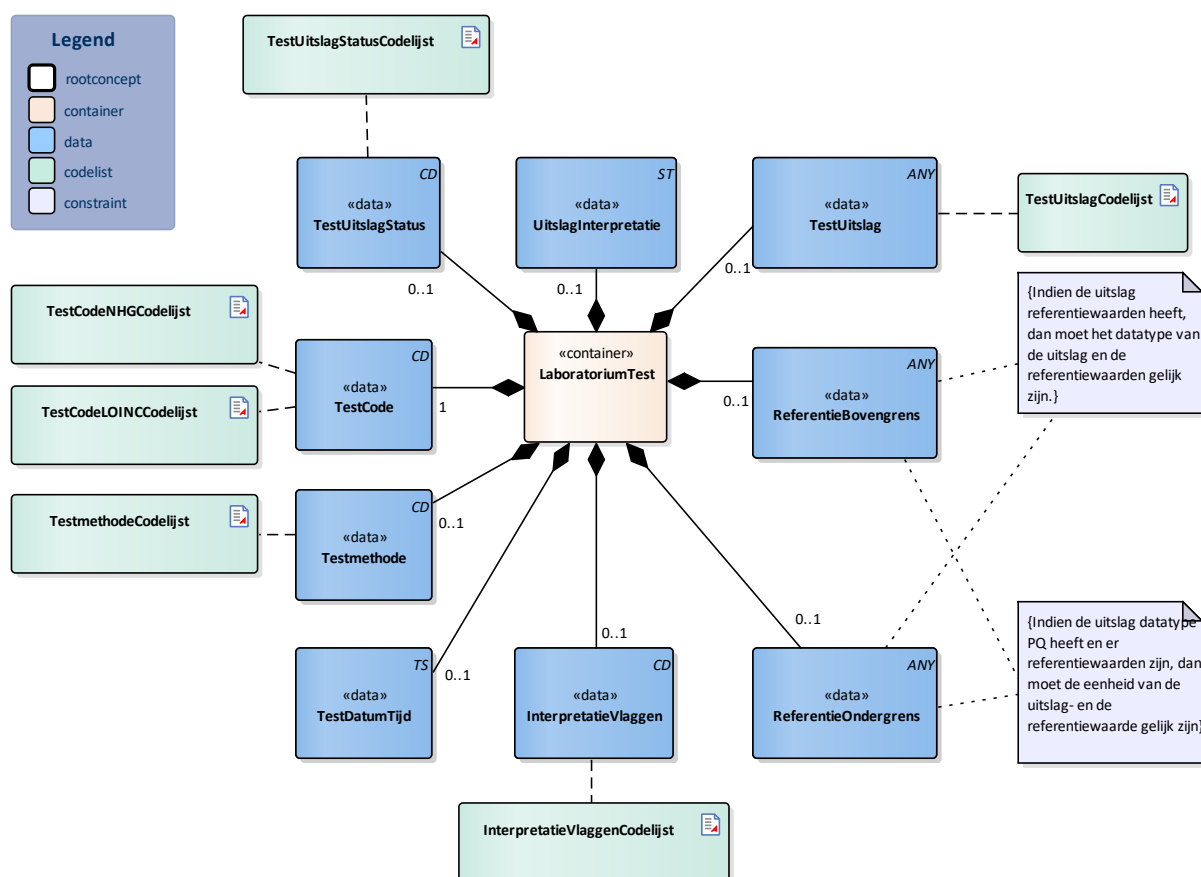 Legend
rootconcept
container
data
codelist
constraint
TestUitslagStatusCodelijst
CD
«data»
TestUitslagStatus
0..1
ST
«data»
UitslagInterpretatie
0..1
ANY
«data»
TestUitslag
0..1
TestUitslagCodelijst
TestCodeNHGCodelijst
TestCodeLOINCCodelijst
CD
«data»
TestCode
1
«container»
LaboratoriumTest
ANY
«data»
ReferentieBovengrens
0..1
{Indien de uitslag
referentiewaarden heeft,
dan moet het datatype van
de uitslag en de
referentiewaarden gelijk
zijn.}
TestmethodeCodelijst
CD
«data»
Testmethode
0..1
TS
«data»
TestDatumTijd
0..1
CD
«data»
InterpretatieVlaggen
0..1
ANY
«data»
ReferentieOndergrens
0..1
{Indien de uitslag datatype
PQ heeft en er
referentiewaarden zijn, dan
moet de eenheid van de
uitslag- en de
referentiewaarde gelijk zijn}
InterpretatieVlaggenCodelijst